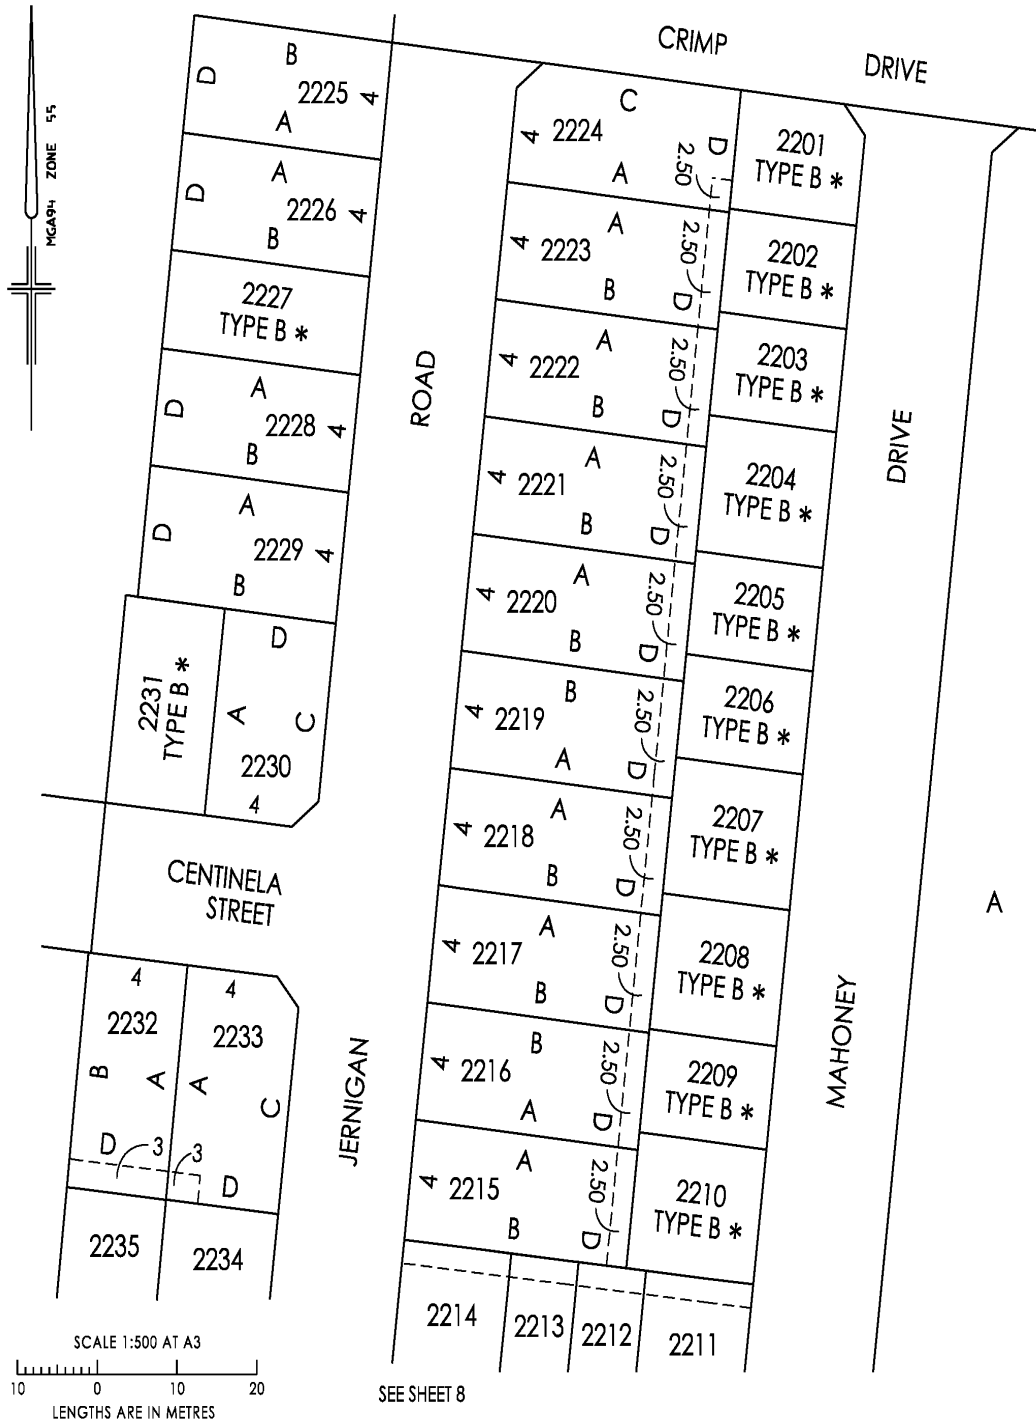 CRIMP
DRIVE
MGA94 ZONE 55
D
B
2225
4
A
D
A
2226
4
B
2227
TYPE B *
D
A
2228
4
B
D
A
2229
4
B
2231
TYPE B *
D
A
C
2230
4
CENTINELA
STREET
4
2232
B
A
D
3
4
2233
A
C
3
D
2235
2234
ROAD
JERNIGAN
C
4
2224
D
2.50
A
A
4
2223
2.50
B
D
A
4
2222
2.50
B
D
A
4
2221
2.50
B
D
A
4
2220
2.50
B
D
B
4
2219
2.50
A
D
A
4
2218
2.50
B
D
A
4
2217
2.50
B
D
B
4
2216
2.50
A
D
A
4
2215
2.50
B
D
2214
2213
2212
2211
2201
TYPE B *
2202
TYPE B *
2203
TYPE B *
2204
TYPE B *
2205
TYPE B *
2206
TYPE B *
2207
TYPE B *
2208
TYPE B *
2209
TYPE B *
2210
TYPE B *
DRIVE
MAHONEY
A
SCALE 1:500 AT A3
10 0 10 20
LENGTHS ARE IN METRES
SEE SHEET 8